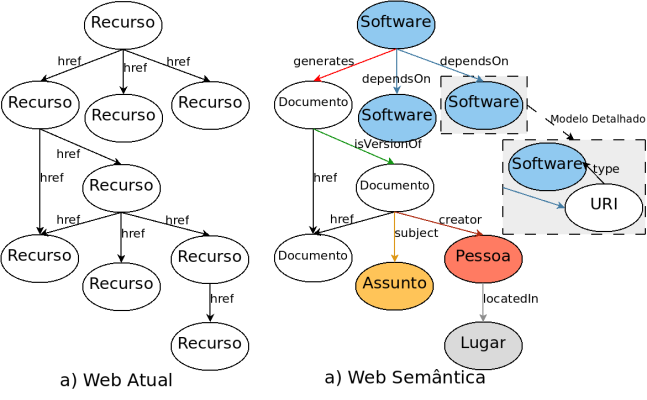 Recurso
href
href
href
Recurso
Recurso
Recurso
href
href
Recurso
href
href
href
Recurso
Recurso
Recurso
href
Recurso
a) Web Atual
Software
generates
dependsOn
dependsOn
Documento
Software
Software
Modelo Detalhado
isVersionOf
Software
type
URI
href
Documento
href
subject
creator
Documento
Assunto
Pessoa
locatedIn
Lugar
a) Web Semântica